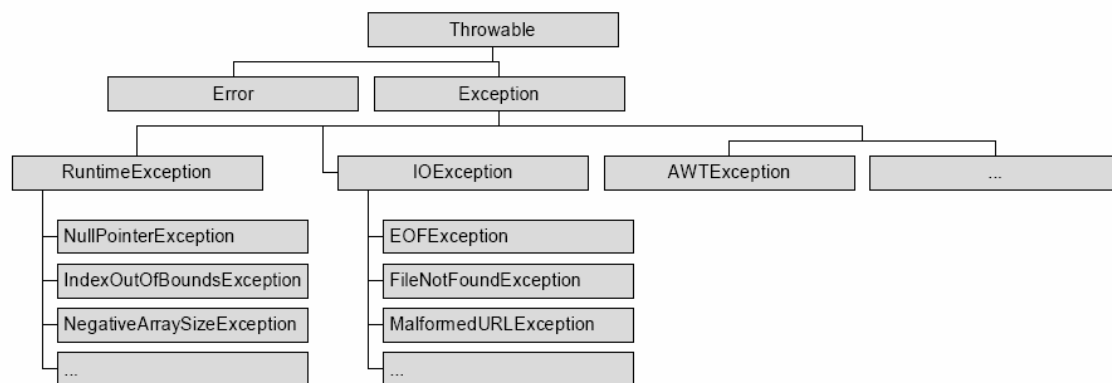 Throwable
Error
Exception
RuntimeException
IOException
AWTException
...
NullPointerException
EOFException
IndexOutOfBoundsException
FileNotFoundException
NegativeArraySizeException
MalformedURLException
...
...